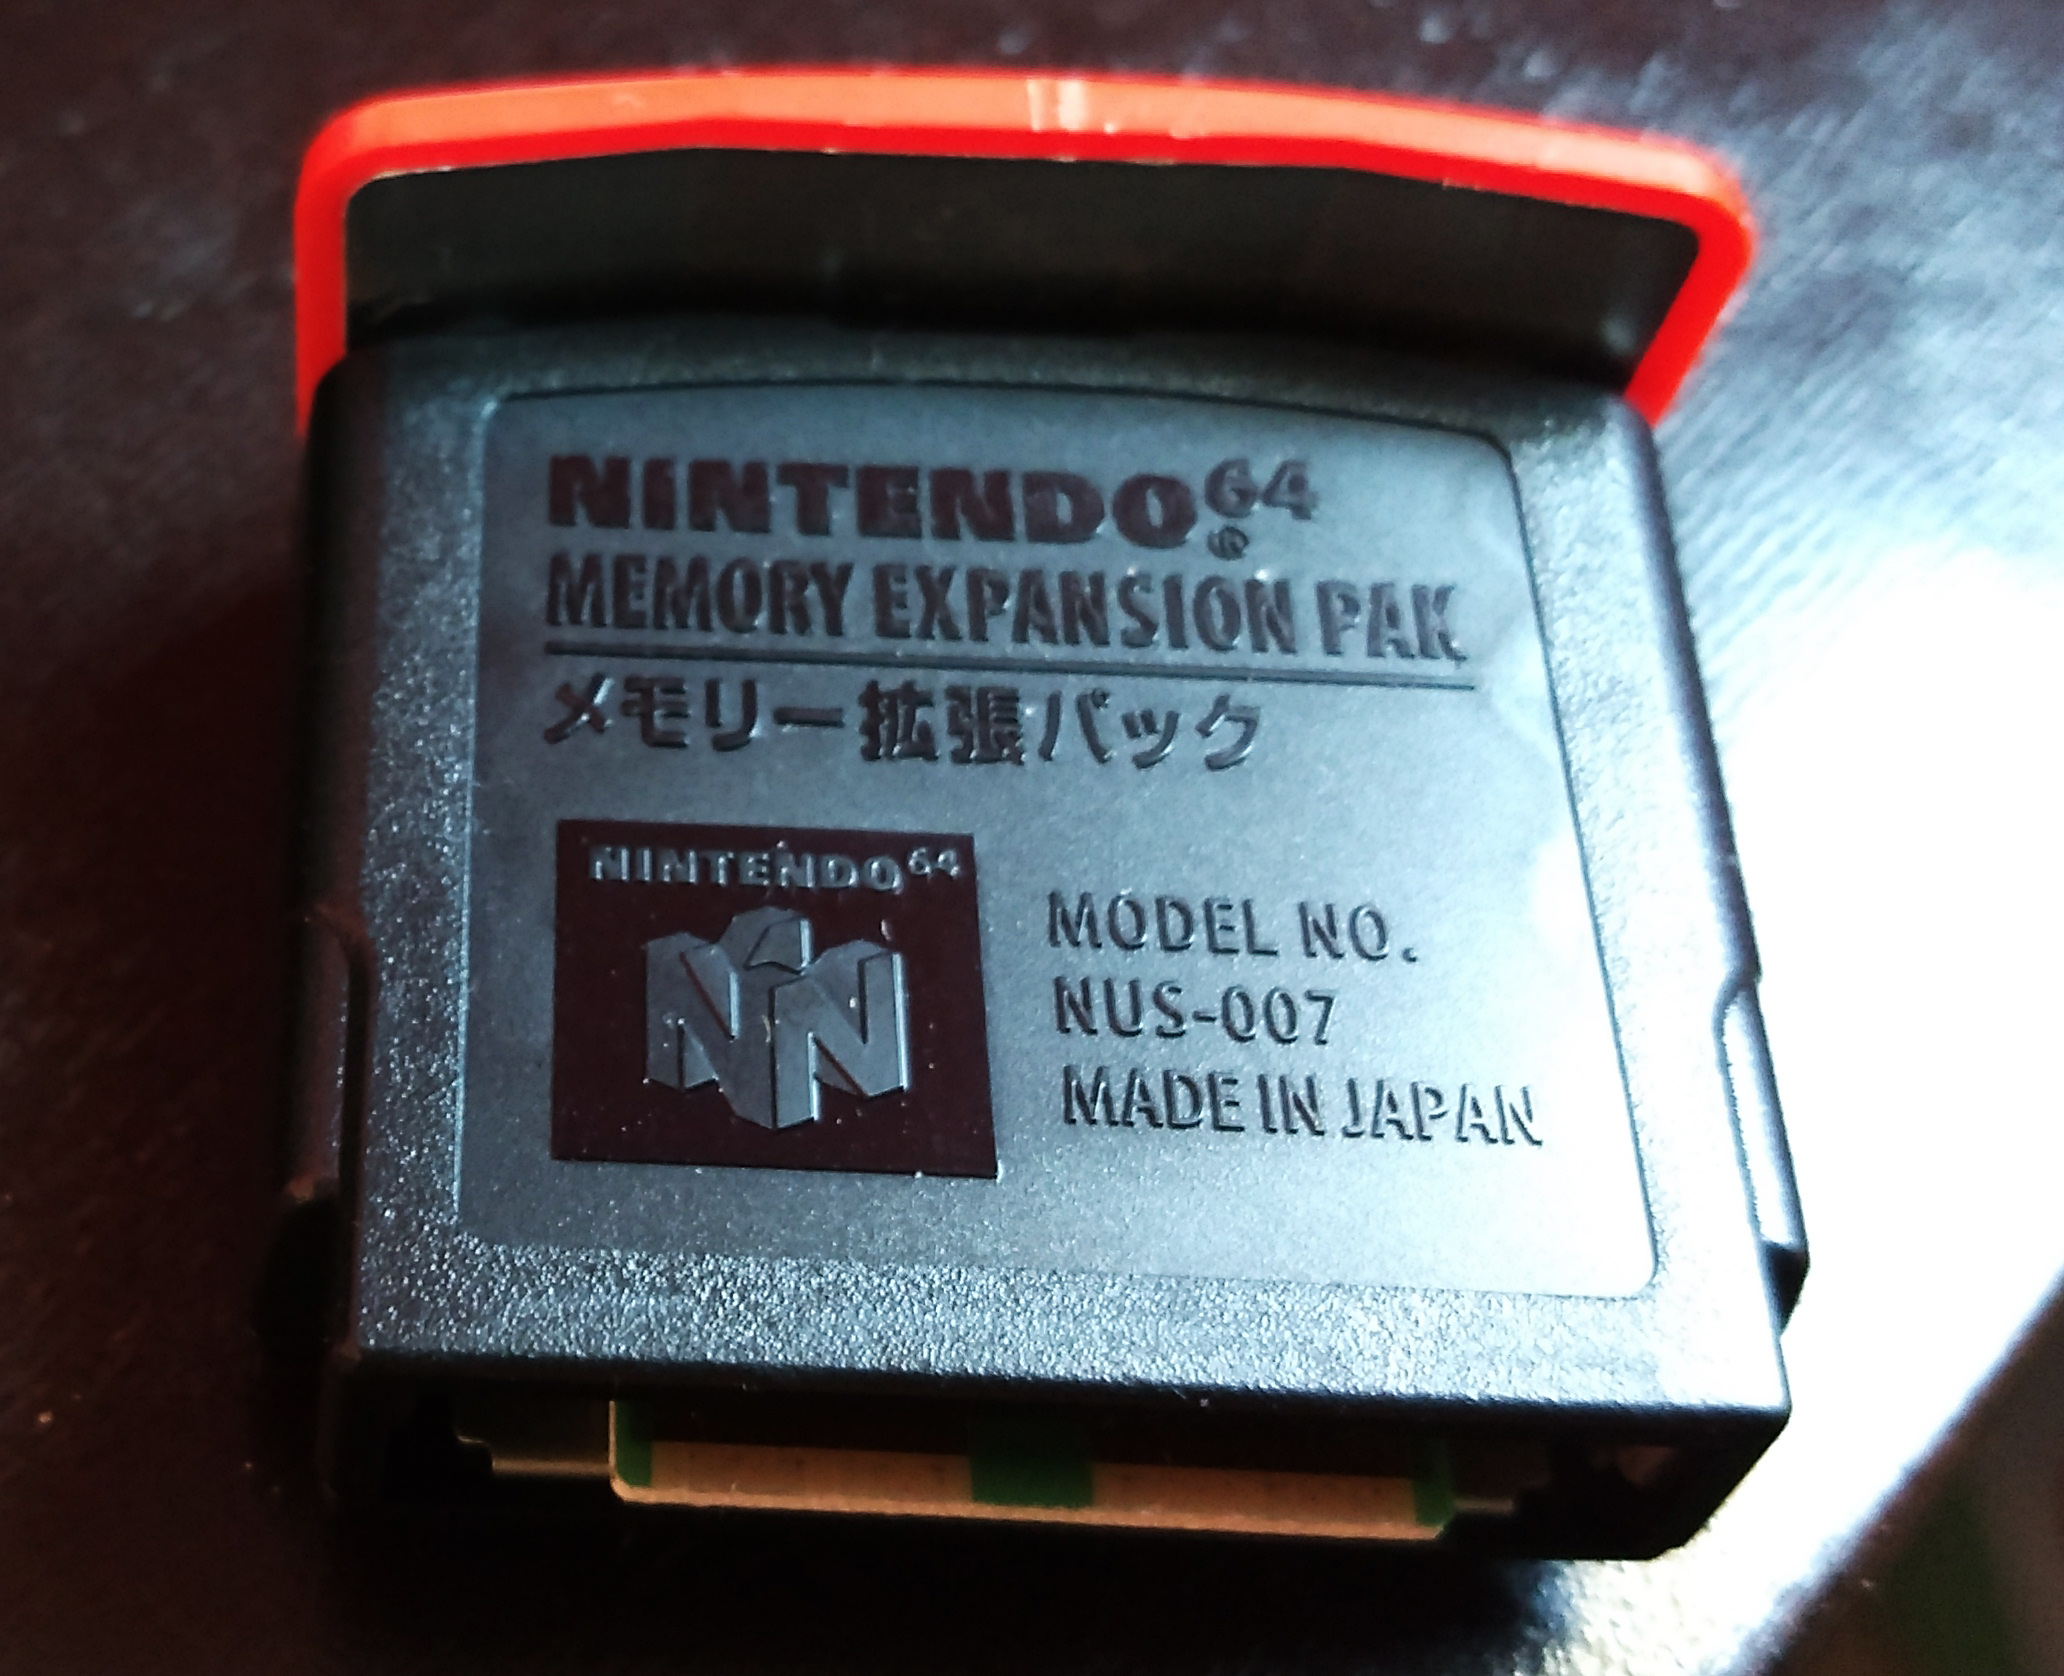 NINTENDO64
®
MEMORY EXPANSION PAK
メモリー拡張パック
NINTENDO64
MODEL NO.
NUS-007
MADE IN JAPAN